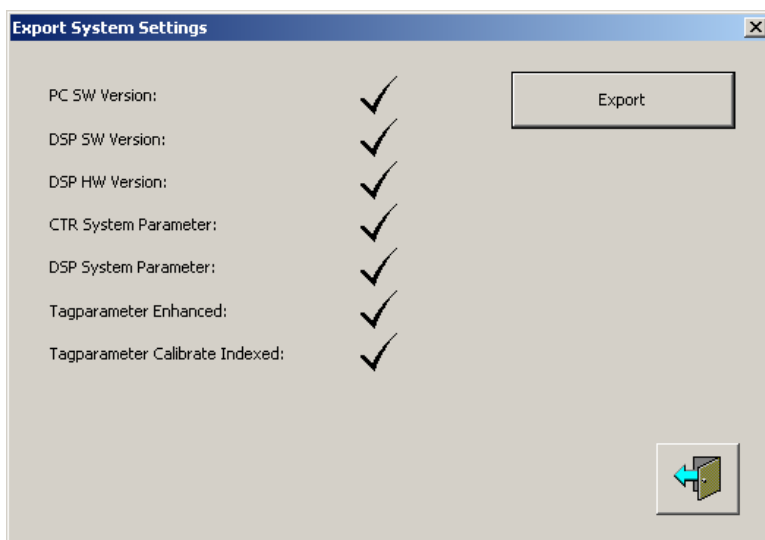 Export System Settings
PC SW Version:
Export
DSP SW Version:
DSP HW Version:
CTR System Parameter:
DSP System Parameter:
Tagparameter Enhanced:
Tagparameter Calibrate Indexed: